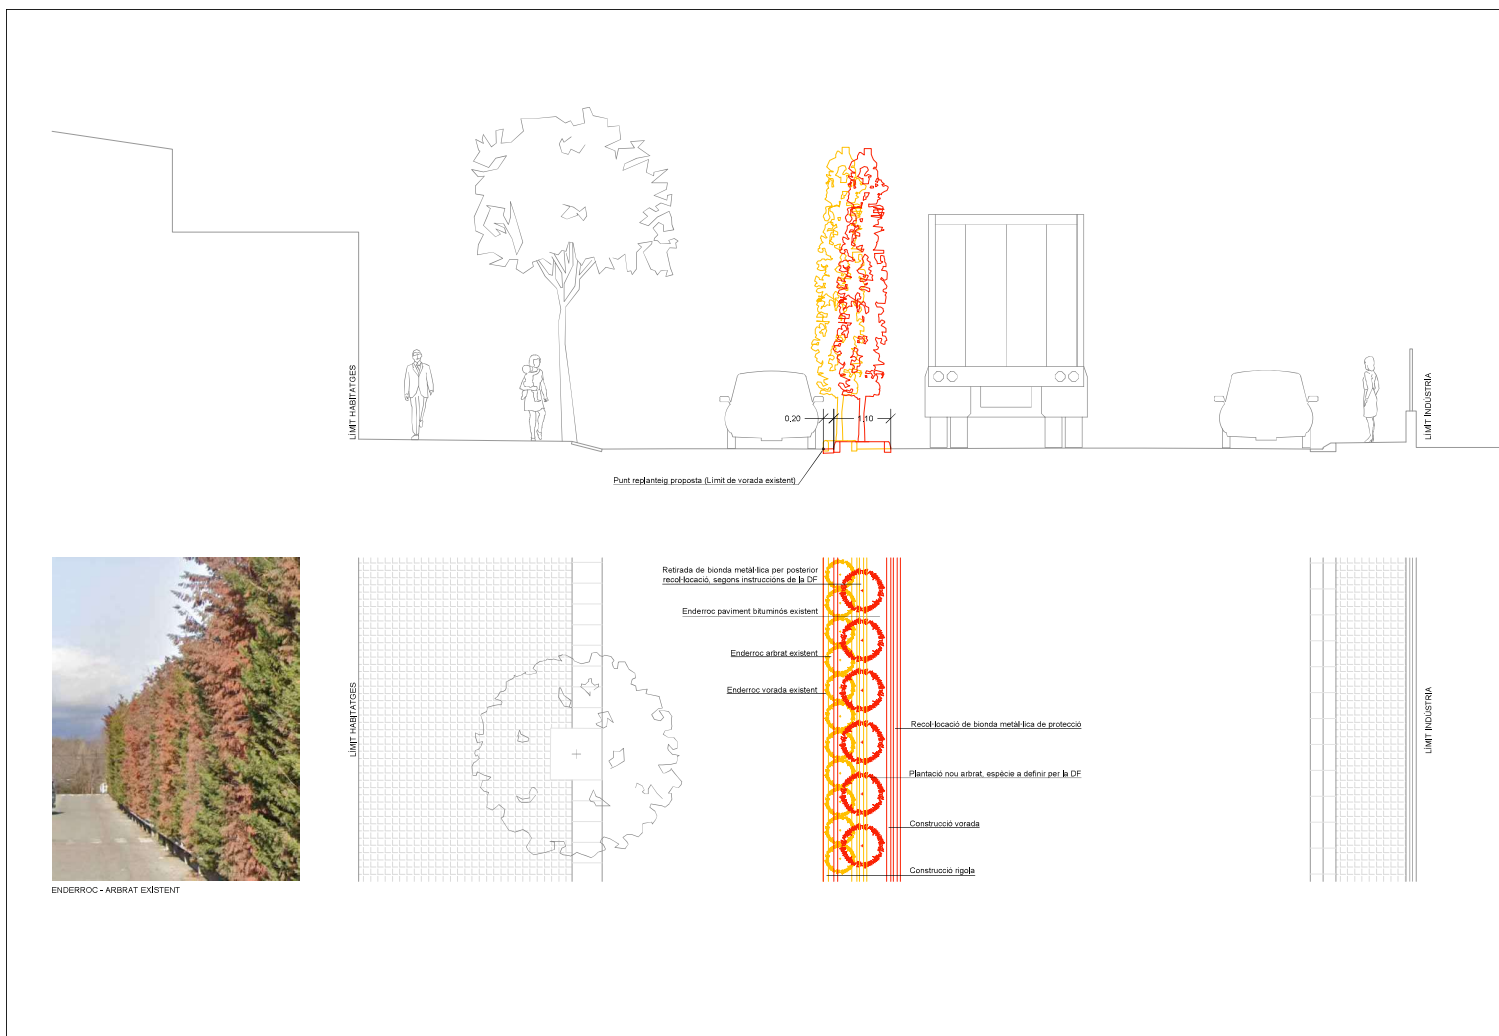 LÍMIT HABITATGES
0,20
1,10
LÍMIT INDÚSTRIA
Punt replanteig proposta (Límit de vorada existent)
Retirada de bionda metàl·lica per posterior
recol·locació, segons instruccións de la DF
Enderroc paviment bituminós existent
Enderroc arbrat existent
Enderroc vorada existent
LÍMIT HABITATGES
Recol·locació de bionda metàl·lica de protecció
LÍMIT INDÚSTRIA
Plantació nou arbrat, espècie a definir per la DF
Construcció vorada
Construcció rigola
ENDERROC - ARBRAT EXÍSTENT